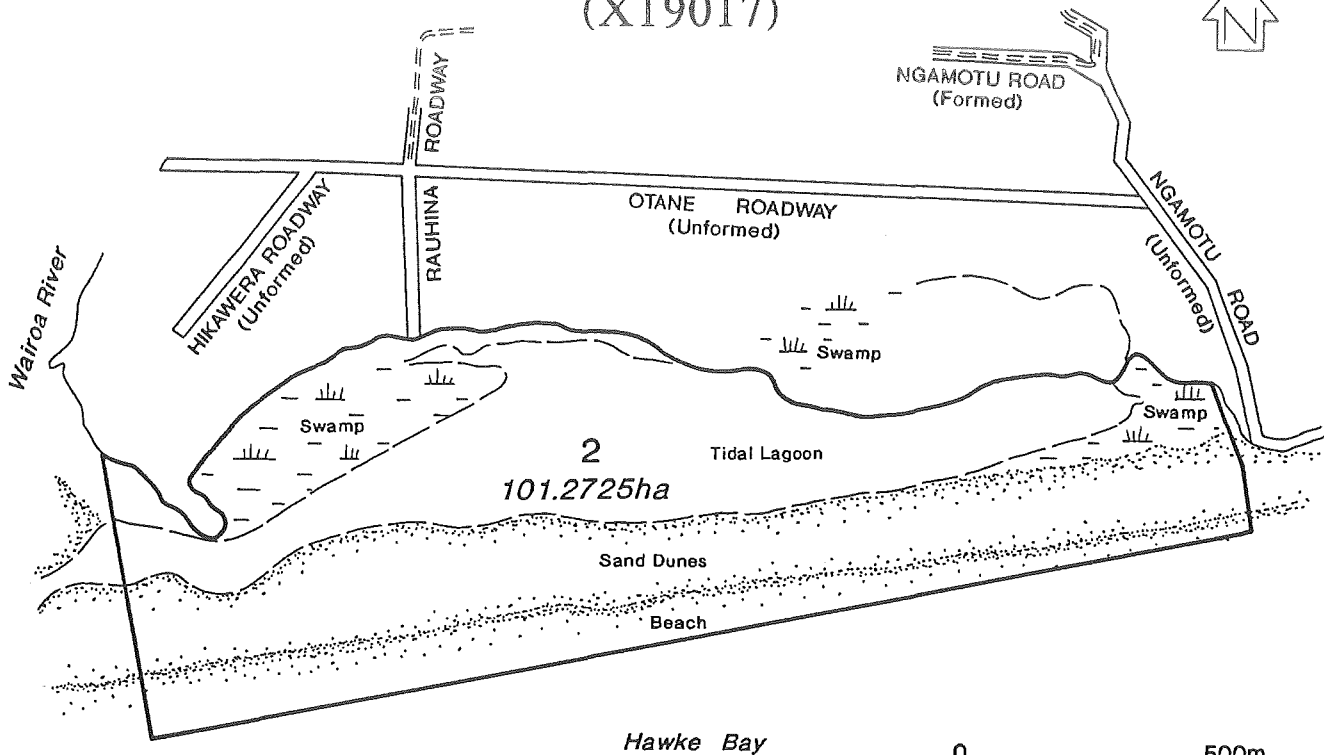 (X19017)
N
ROADWAY
NGAMOTU ROAD
(Formed)
OTANE ROADWAY
(Unformed)
NGAMOTU ROAD
(Unformed)
RAUHINA
HIKAWERA ROADWAY
(Unformed)
Wairoa River
Swamp
Swamp
Swamp
2
101.2725ha
Tidal Lagoon
Sand Dunes
Beach
Hawke Bay
0 500m